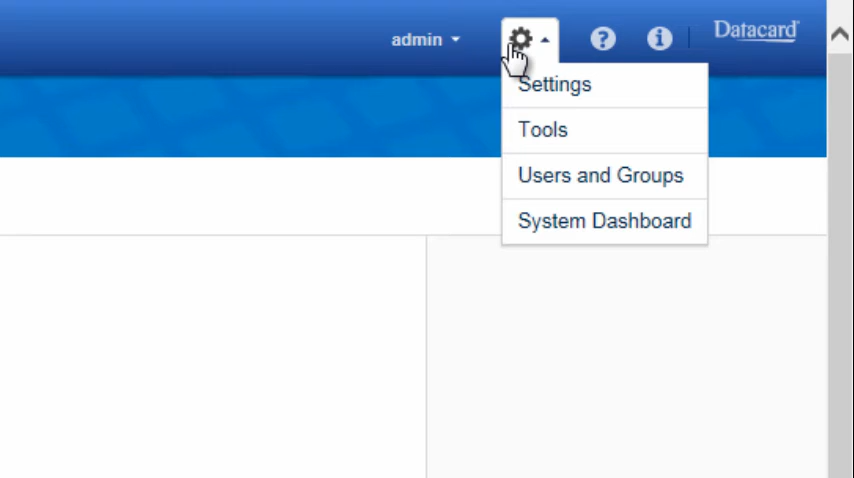 admin
Datacard
Settings
Tools
Users and Groups
System Dashboard